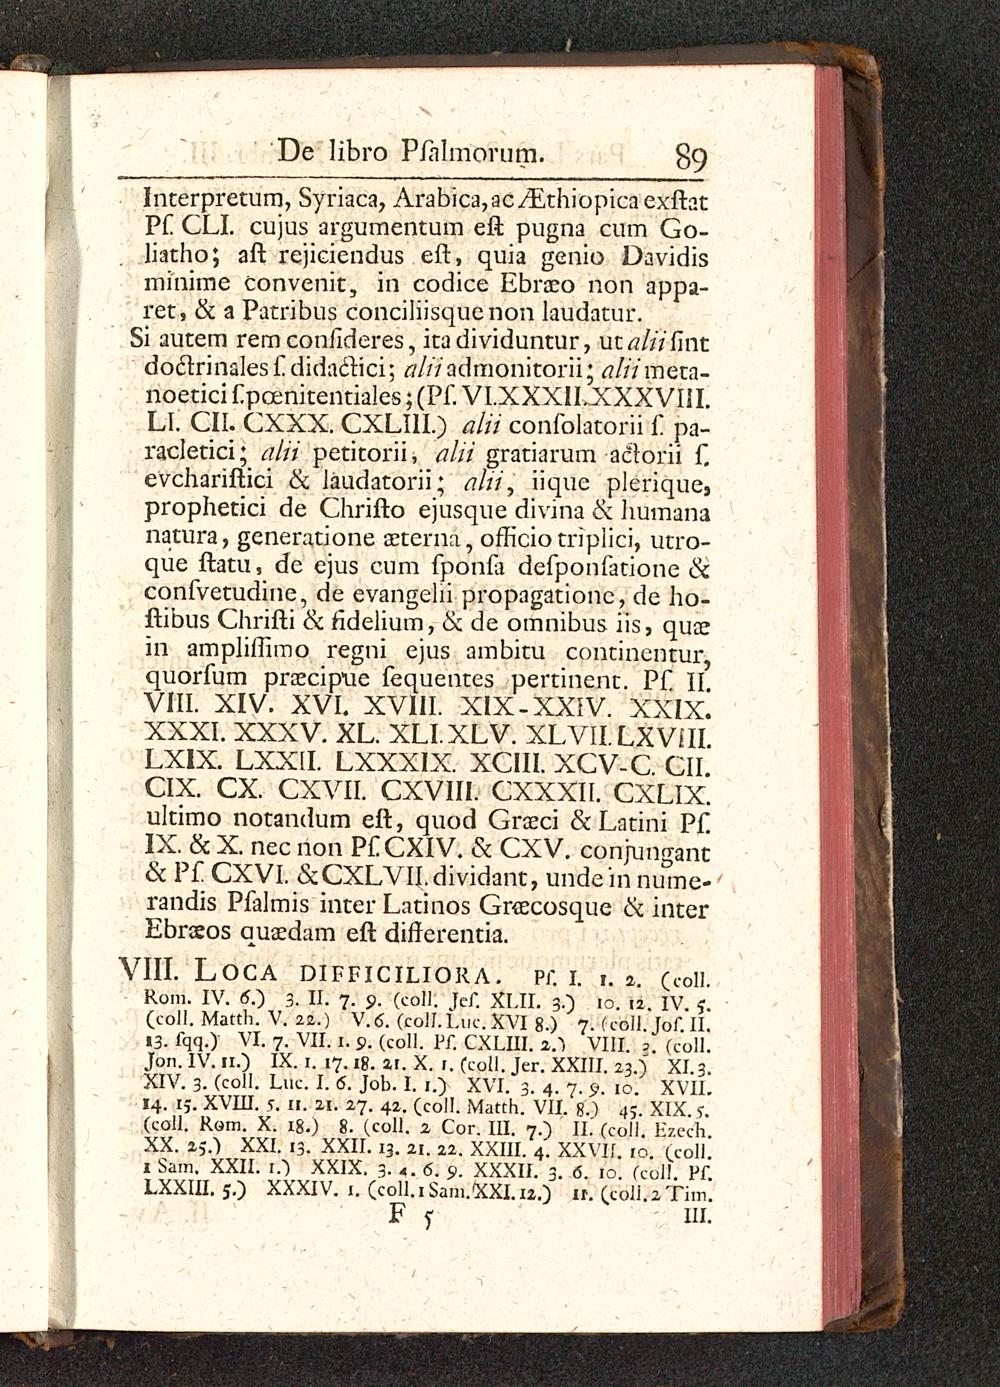 De libro Pſalmorum. 89
Interpretum, Syriaca, Arabica, ac Æthiopica exſtat
Pſ. CLI. cujus argumentum eſt pugna cum Go-
liatho; aſt rejiciendus eſt, quia genio Davidis
minime convenit, in codice Ebræo non appa-
ret, & a Patribus conciliisque non laudatur.
Si autem rem conſideres, ita dividuntur, ut alii ſint
doctrinales ſ. didactici; alii admonitorii; alii meta-
noetici ſ. pœnitentiales; (Pſ. VI. XXXII. XXXVIII.
LI. CII. CXXX. CXLIII.) alii conſolatorii ſ. pa-
racletici; alii petitorii, alii gratiarum actorii ſ.
evchariſtici & laudatorii; alii, iique plerique,
prophetici de Chriſto ejusque divina & humana
natura, generatione æterna, officio triplici, utro-
que ſtatu, de ejus cum ſponſa deſponſatione &
conſvetudine, de evangelii propagatione, de ho-
ſtibus Chriſti & fidelium, & de omnibus iis, quæ
in ampliſſimo regni ejus ambitu continentur,
quorſum præcipue ſequentes pertinent. Pſ. II.
VIII. XIV. XVI. XVIII. XIX-XXIV. XXIX.
XXXI. XXXV. XL. XLI. XLV. XLVII. LXVIII.
LXIX. LXXII. LXXXIX. XCIII. XCV-C. CII.
CIX. CX. CXVII. CXVIII. CXXXII. CXLIX.
ultimo notandum eſt, quod Græci & Latini Pſ.
IX. & X. nec non Pſ. CXIV. & CXV. conjungant
& Pſ. CXVI. & CXLVII. dividant, unde in nume-
randis Pſalmis inter Latinos Græcosque & inter
Ebræos quædam eſt differentia.
VIII. LOCA DIFFICILIORA. Pſ. I. 1. 2. (coll.
Rom. IV. 6.) 3. II. 7. 9. (coll. Jeſ. XLII. 3.) 10. 12. IV. 5.
(coll. Matth. V. 22.) V. 6. (coll. Luc. XVI 8.) 7. (coll. Joſ. II.
13. ſqq.) VI. 7. VII. 1. 9. (coll. Pſ. CXLIII. 2.) VIII. 3. (coll.
Jon. IV. 11.) IX. 1. 17. 18. 21. X. 1. (coll. Jer. XXIII. 23.) XI. 3.
XIV. 3. (coll. Luc. I. 6. Job. I. 1.) XVI. 3. 4. 7. 9. 10. XVII.
14. 15. XVIII. 5. 11. 21. 27. 42. (coll. Matth. VII. 8.) 45. XIX. 5.
(coll. Rom. X. 18.) 8. (coll. 2 Cor. III. 7.) II. (coll. Ezech.
XX. 25.) XXI. 13. XXII. 13. 21. 22. XXIII. 4. XXVII. 10. (coll.
1 Sam. XXII. 1.) XXIX. 3. 4. 6. 9. XXXII. 3. 6. 10. (coll. Pſ.
LXXIII. 5.) XXXIV. 1. (coll. 1 Sam. XXI. 12.) 11. (coll. 2 Tim.
F 5 III.